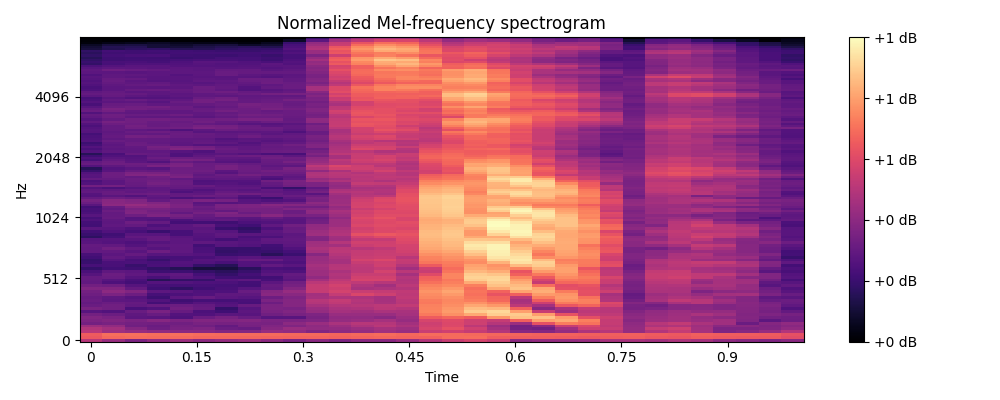 Normalized Mel-frequency spectrogram
Hz
4096
2048
1024
512
0
0 0.15 0.3 0.45 0.6 0.75 0.9
Time
+1 dB
+1 dB
+1 dB
+0 dB
+0 dB
+0 dB